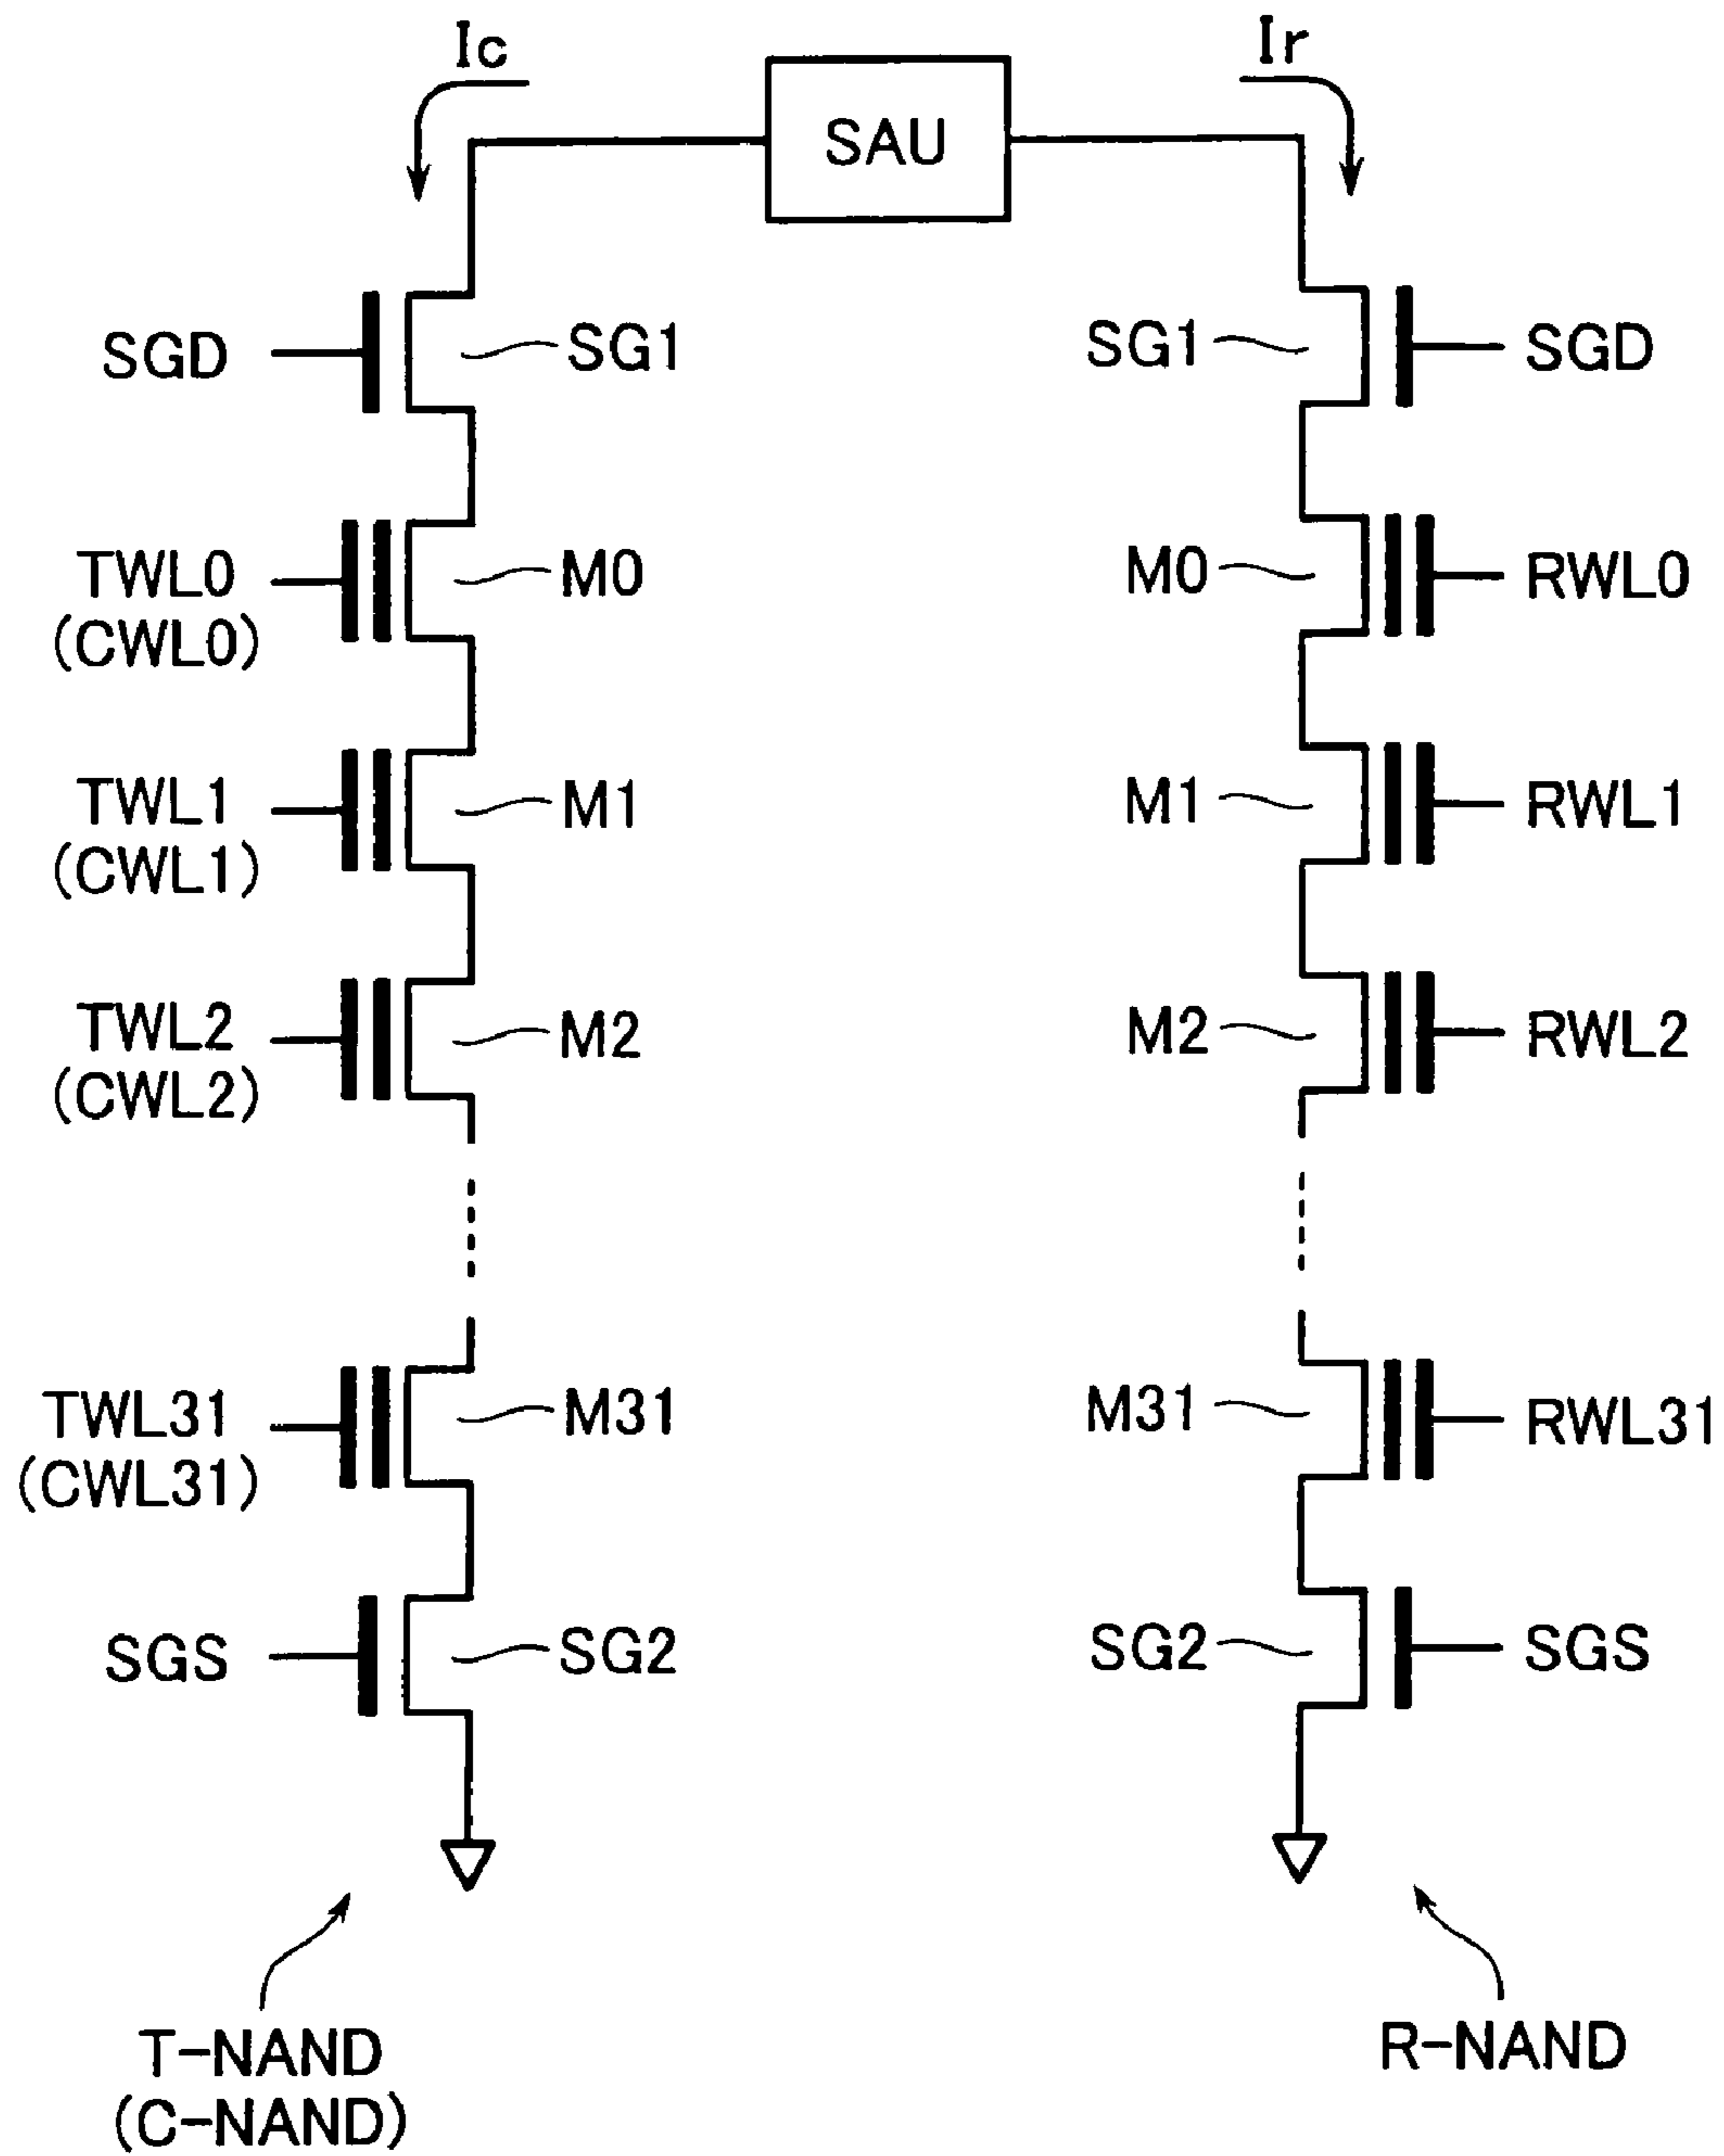 Ic
Ir
SAU
SGD
SG1
SG1
SGD
TWL0
(CWL0)
M0
M0
RWL0
TWL1
(CWL1)
M1
M1
RWL1
TWL2
(CWL2)
M2
M2
RWL2
TWL31
(CWL31)
M31
M31
RWL31
SGS
SG2
SG2
SGS
T-NAND
(C-NAND)
R-NAND